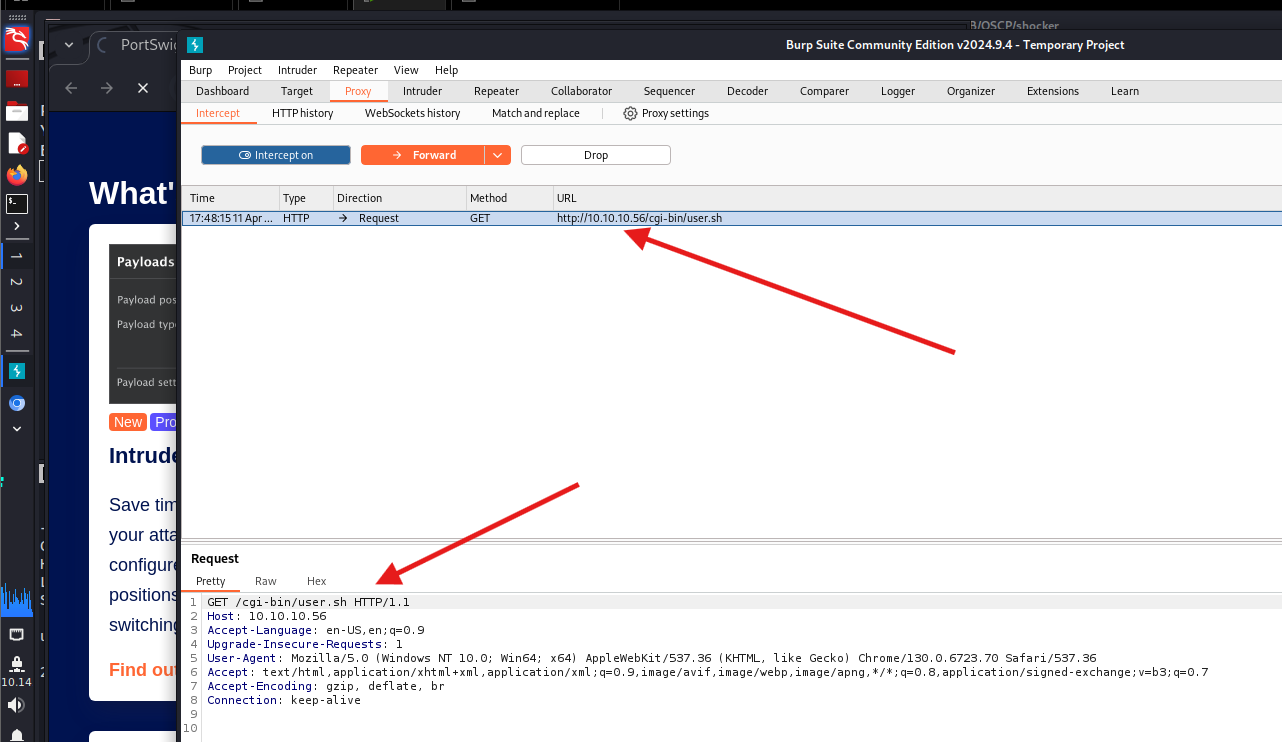 B/OSCP/shocker
PortSwi
Burp Suite Community Edition v2024.9.4 - Temporary Project
Burp Project Intruder Repeater View Help
Dashboard Target Proxy Intruder Repeater Collaborator Sequencer Decoder Comparer Logger Organizer Extensions Learn
Intercept HTTP history WebSockets history Match and replace Proxy settings
Intercept on Forward Drop
Time Type Direction Method URL
17:48:15 11 Apr ... HTTP Request GET http://10.10.10.56/cgi-bin/user.sh
What'
Payloads
Payload pos
Payload type
Payload sett
New Pro
Intrude
Save tim
your atta
configure
positions
switching
Find out
1
2
3
4
10.14
Request
Pretty Raw Hex
1 GET /cgi-bin/user.sh HTTP/1.1
2 Host: 10.10.10.56
3 Accept-Language: en-US,en;q=0.9
4 Upgrade-Insecure-Requests: 1
5 User-Agent: Mozilla/5.0 (Windows NT 10.0; Win64; x64) AppleWebKit/537.36 (KHTML, like Gecko) Chrome/130.0.6723.70 Safari/537.36
6 Accept: text/html,application/xhtml+xml,application/xml;q=0.9,image/avif,image/webp,image/apng,*/*;q=0.8,application/signed-exchange;v=b3;q=0.7
7 Accept-Encoding: gzip, deflate, br
8 Connection: keep-alive
9
10